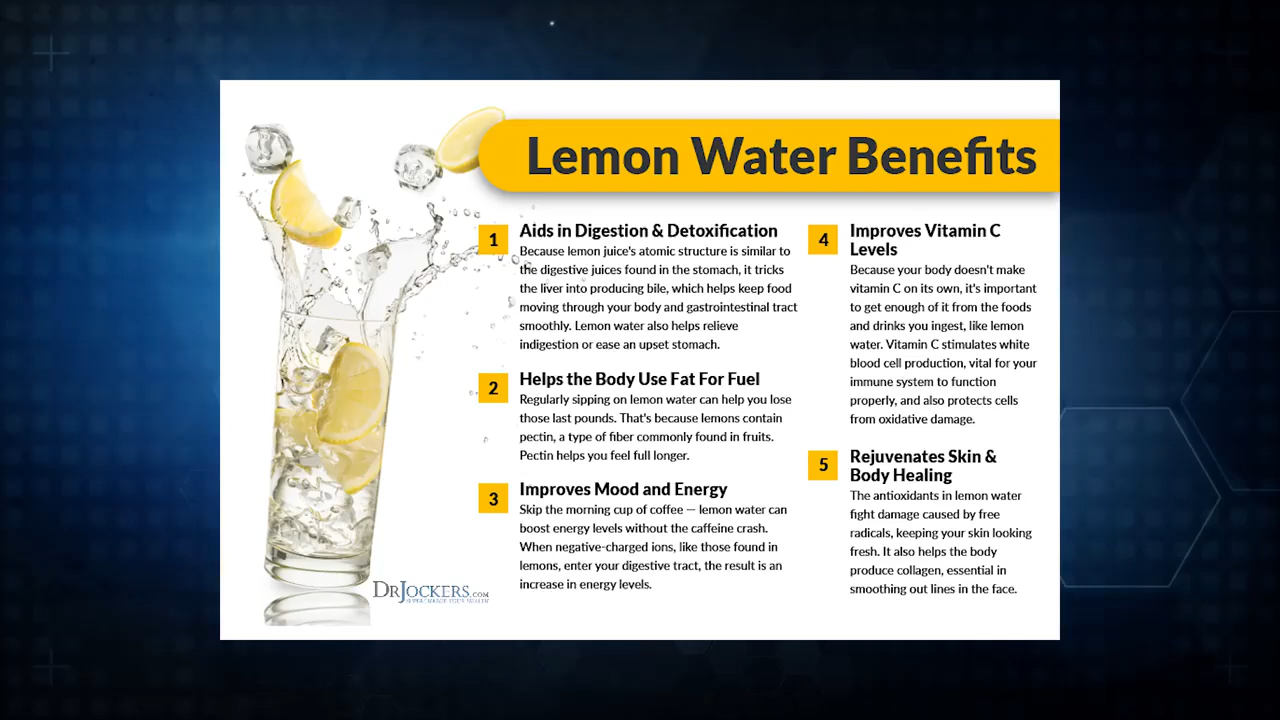 Lemon Water Benefits
1
Aids in Digestion & Detoxification
Because lemon juice's atomic structure is similar to
the digestive juices found in the stomach, it tricks
the liver into producing bile, which helps keep food
moving through your body and gastrointestinal tract
smoothly. Lemon water also helps relieve
indigestion or ease an upset stomach.
2
Helps the Body Use Fat For Fuel
Regularly sipping on lemon water can help you lose
those last pounds. That's because lemons contain
pectin, a type of fiber commonly found in fruits.
Pectin helps you feel full longer.
3
Improves Mood and Energy
Skip the morning cup of coffee — lemon water can
boost energy levels without the caffeine crash.
When negative-charged ions, like those found in
lemons, enter your digestive tract, the result is an
increase in energy levels.
4
Improves Vitamin C
Levels
Because your body doesn't make
vitamin C on its own, it's important
to get enough of it from the foods
and drinks you ingest, like lemon
water. Vitamin C stimulates white
blood cell production, vital for your
immune system to function
properly, and also protects cells
from oxidative damage.
5
Rejuvenates Skin &
Body Healing
The antioxidants in lemon water
fight damage caused by free
radicals, keeping your skin looking
fresh. It also helps the body
produce collagen, essential in
smoothing out lines in the face.
DRJOCKERS.COM
SUPERCHARGE YOUR HEALTH